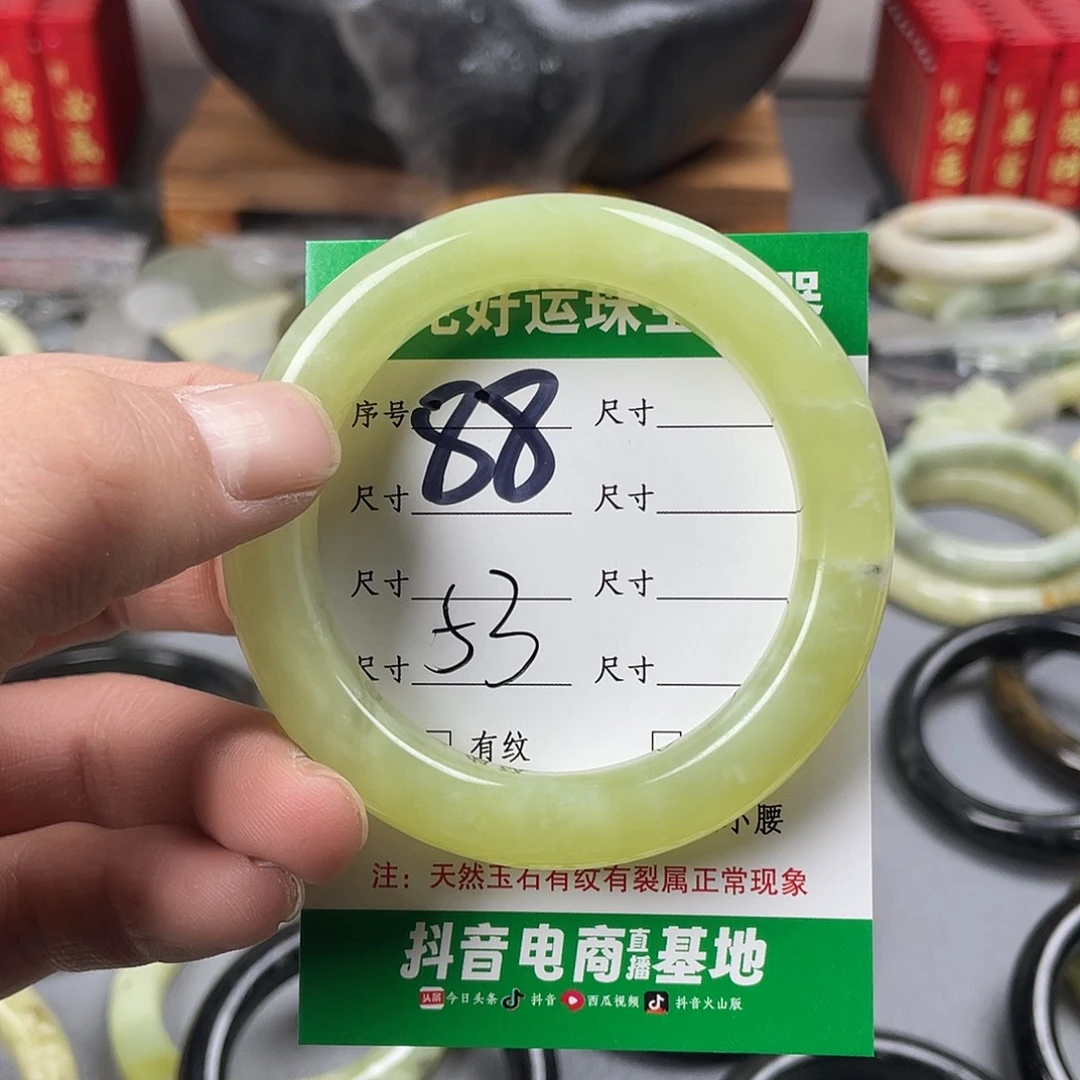 好运珠
序号 88 尺寸
尺寸 尺寸
尺寸 尺寸
尺寸 53 尺寸
有纹
小腰
注：天然玉石有纹有裂属正常现象
抖音电商直播基地
头条 今日头条 抖音 西瓜视频 抖音火山版